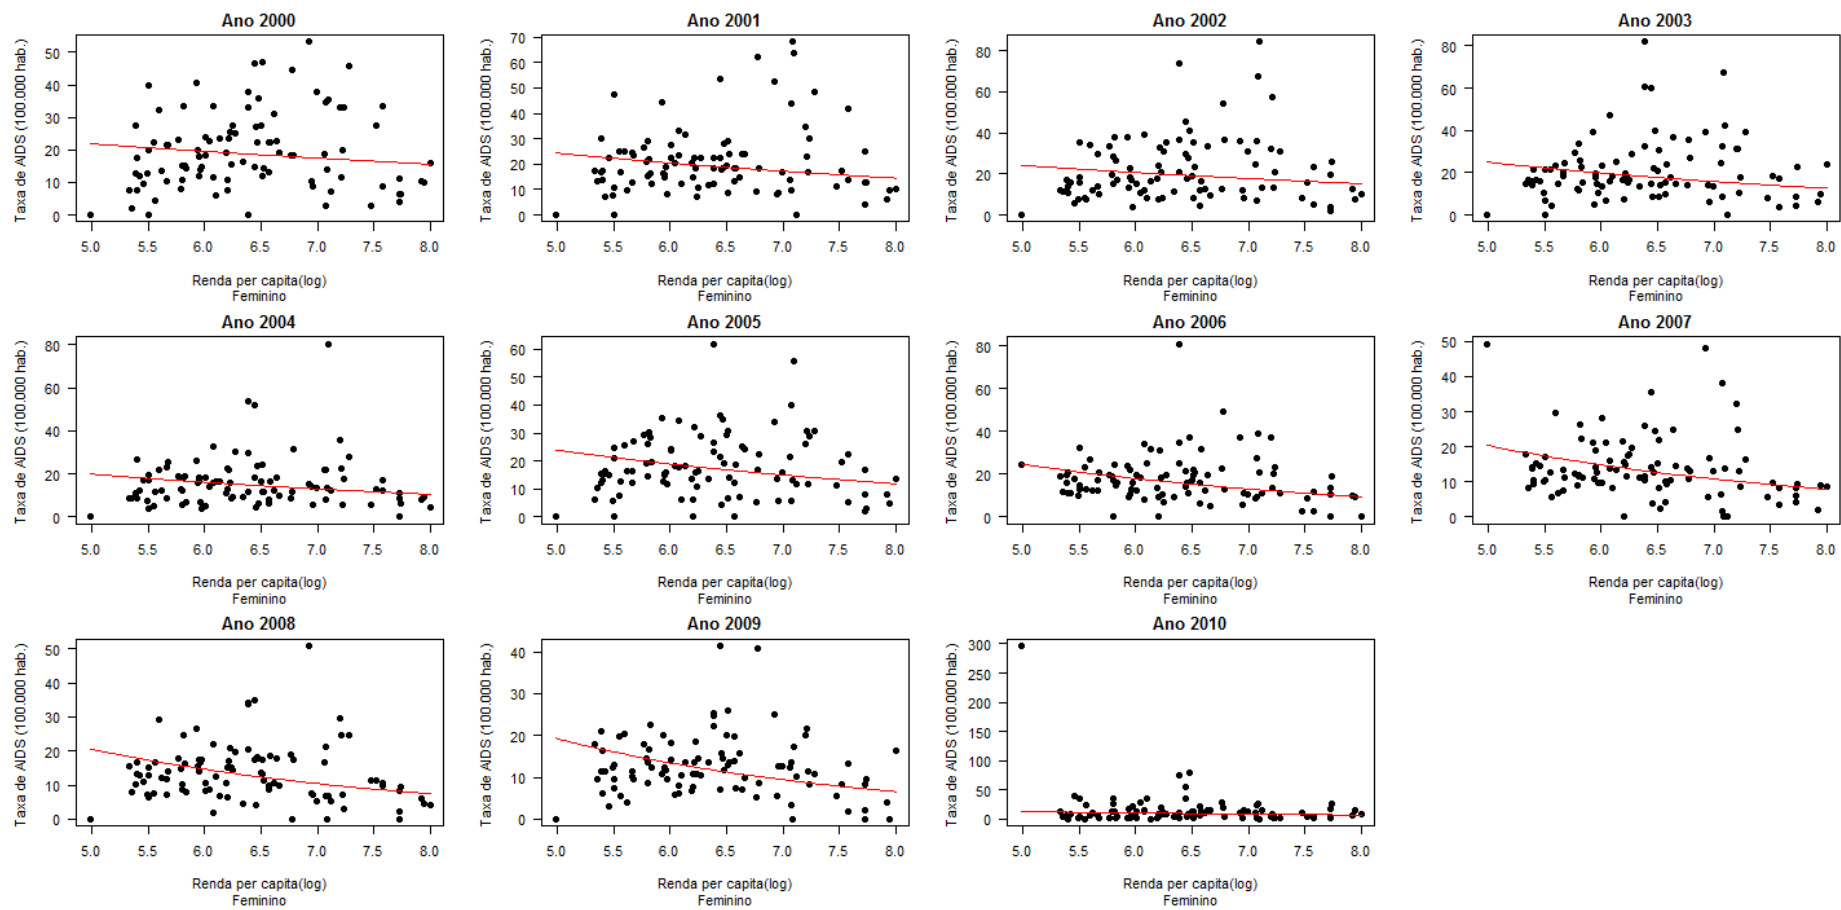 Ano 2000
Taxa de AIDS (100.000 hab.)
50
40
30
20
10
0
5.0 5.5 6.0 6.5 7.0 7.5 8.0
Renda per capita(log)
Feminino
Ano 2001
Taxa de AIDS (100.000 hab.)
70
60
50
40
30
20
10
0
5.0 5.5 6.0 6.5 7.0 7.5 8.0
Renda per capita(log)
Feminino
Ano 2002
Taxa de AIDS (100.000 hab.)
80
60
40
20
0
5.0 5.5 6.0 6.5 7.0 7.5 8.0
Renda per capita(log)
Feminino
Ano 2003
Taxa de AIDS (100.000 hab.)
80
60
40
20
0
5.0 5.5 6.0 6.5 7.0 7.5 8.0
Renda per capita(log)
Feminino
Ano 2004
Taxa de AIDS (100.000 hab.)
80
60
40
20
0
5.0 5.5 6.0 6.5 7.0 7.5 8.0
Renda per capita(log)
Feminino
Ano 2005
Taxa de AIDS (100.000 hab.)
60
50
40
30
20
10
0
5.0 5.5 6.0 6.5 7.0 7.5 8.0
Renda per capita(log)
Feminino
Ano 2006
Taxa de AIDS (100.000 hab.)
80
60
40
20
0
5.0 5.5 6.0 6.5 7.0 7.5 8.0
Renda per capita(log)
Feminino
Ano 2007
Taxa de AIDS (100.000 hab.)
50
40
30
20
10
0
5.0 5.5 6.0 6.5 7.0 7.5 8.0
Renda per capita(log)
Feminino
Ano 2008
Taxa de AIDS (100.000 hab.)
50
40
30
20
10
0
5.0 5.5 6.0 6.5 7.0 7.5 8.0
Renda per capita(log)
Feminino
Ano 2009
Taxa de AIDS (100.000 hab.)
40
30
20
10
0
5.0 5.5 6.0 6.5 7.0 7.5 8.0
Renda per capita(log)
Feminino
Ano 2010
Taxa de AIDS (100.000 hab.)
300
250
200
150
100
50
0
5.0 5.5 6.0 6.5 7.0 7.5 8.0
Renda per capita(log)
Feminino